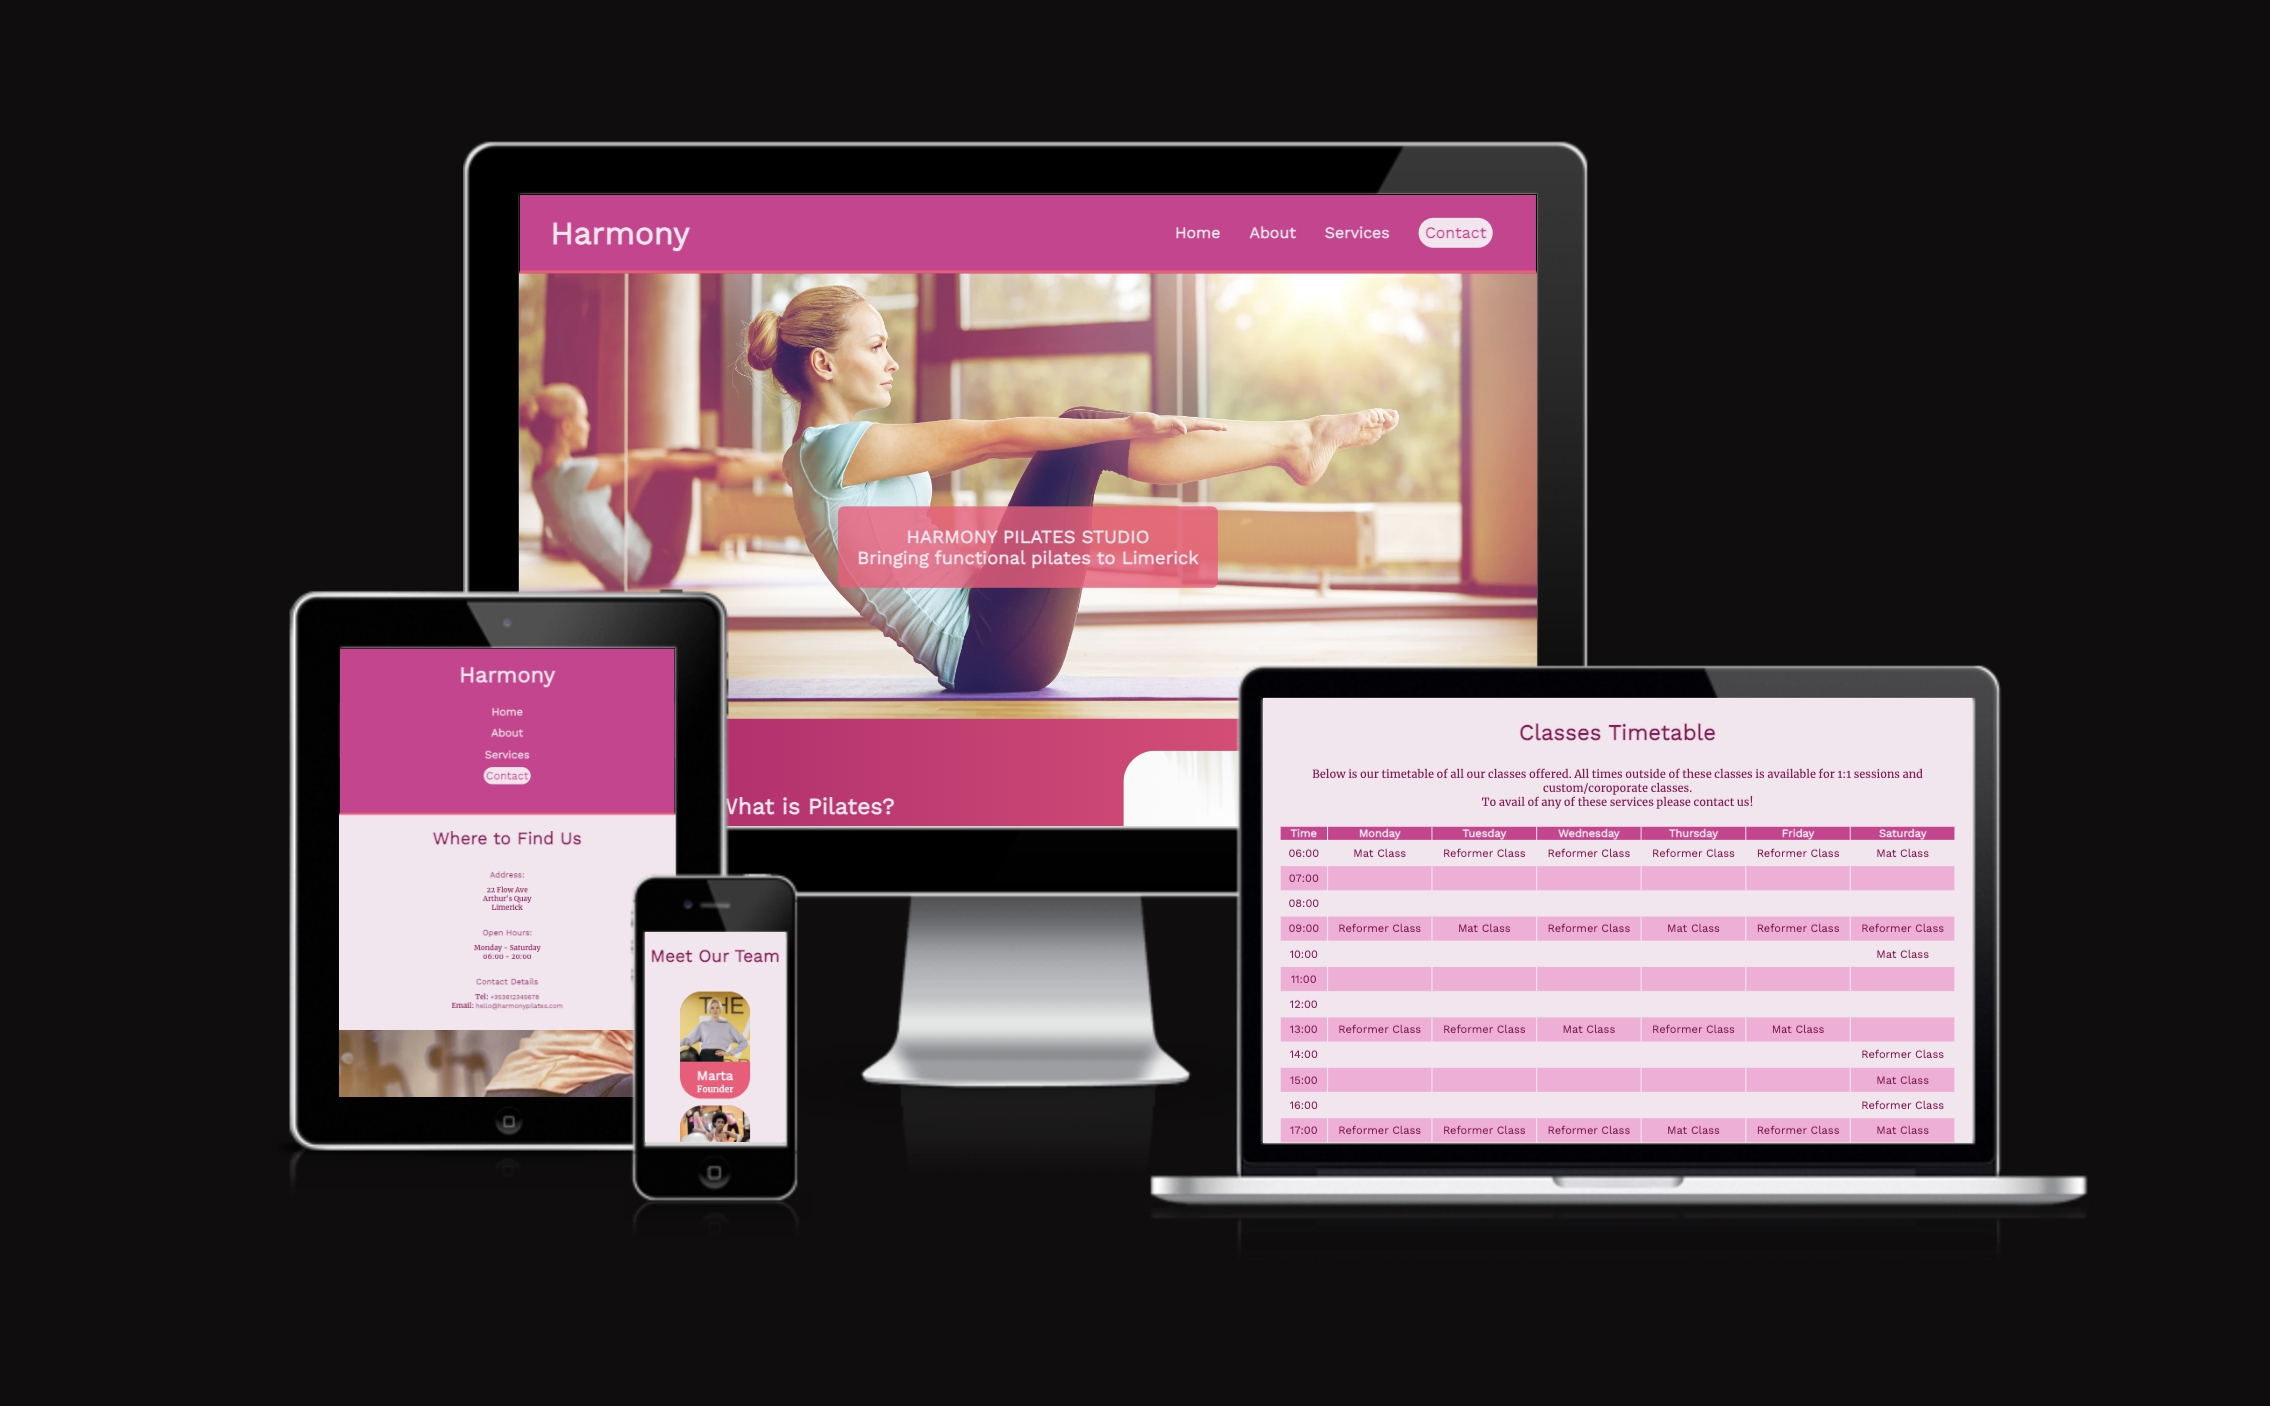 Harmony
Home About Services Contact
HARMONY PILATES STUDIO
Bringing functional pilates to Limerick
What is Pilates?
Harmony
Home
About
Services
Contact
Where to Find Us
Address:
22 Flow Ave
Arthur's Quay
Limerick
Open Hours:
Monday - Saturday
06:00 - 20:00
Contact Details
Tel: +353612345678
Email: hello@harmonypilates.com
Meet Our Team
THE
Marta
Founder
Classes Timetable
Below is our timetable of all our classes offered. All times outside of these classes is available for 1:1 sessions and
custom/coroporate classes.
To avail of any of these services please contact us!
Time Monday Tuesday Wednesday Thursday Friday Saturday
06:00 Mat Class Reformer Class Reformer Class Reformer Class Reformer Class Mat Class
07:00
08:00
09:00 Reformer Class Mat Class Reformer Class Mat Class Reformer Class Reformer Class
10:00 Mat Class
11:00
12:00
13:00 Reformer Class Reformer Class Mat Class Reformer Class Mat Class
14:00 Reformer Class
15:00 Mat Class
16:00 Reformer Class
17:00 Reformer Class Reformer Class Reformer Class Mat Class Reformer Class Mat Class